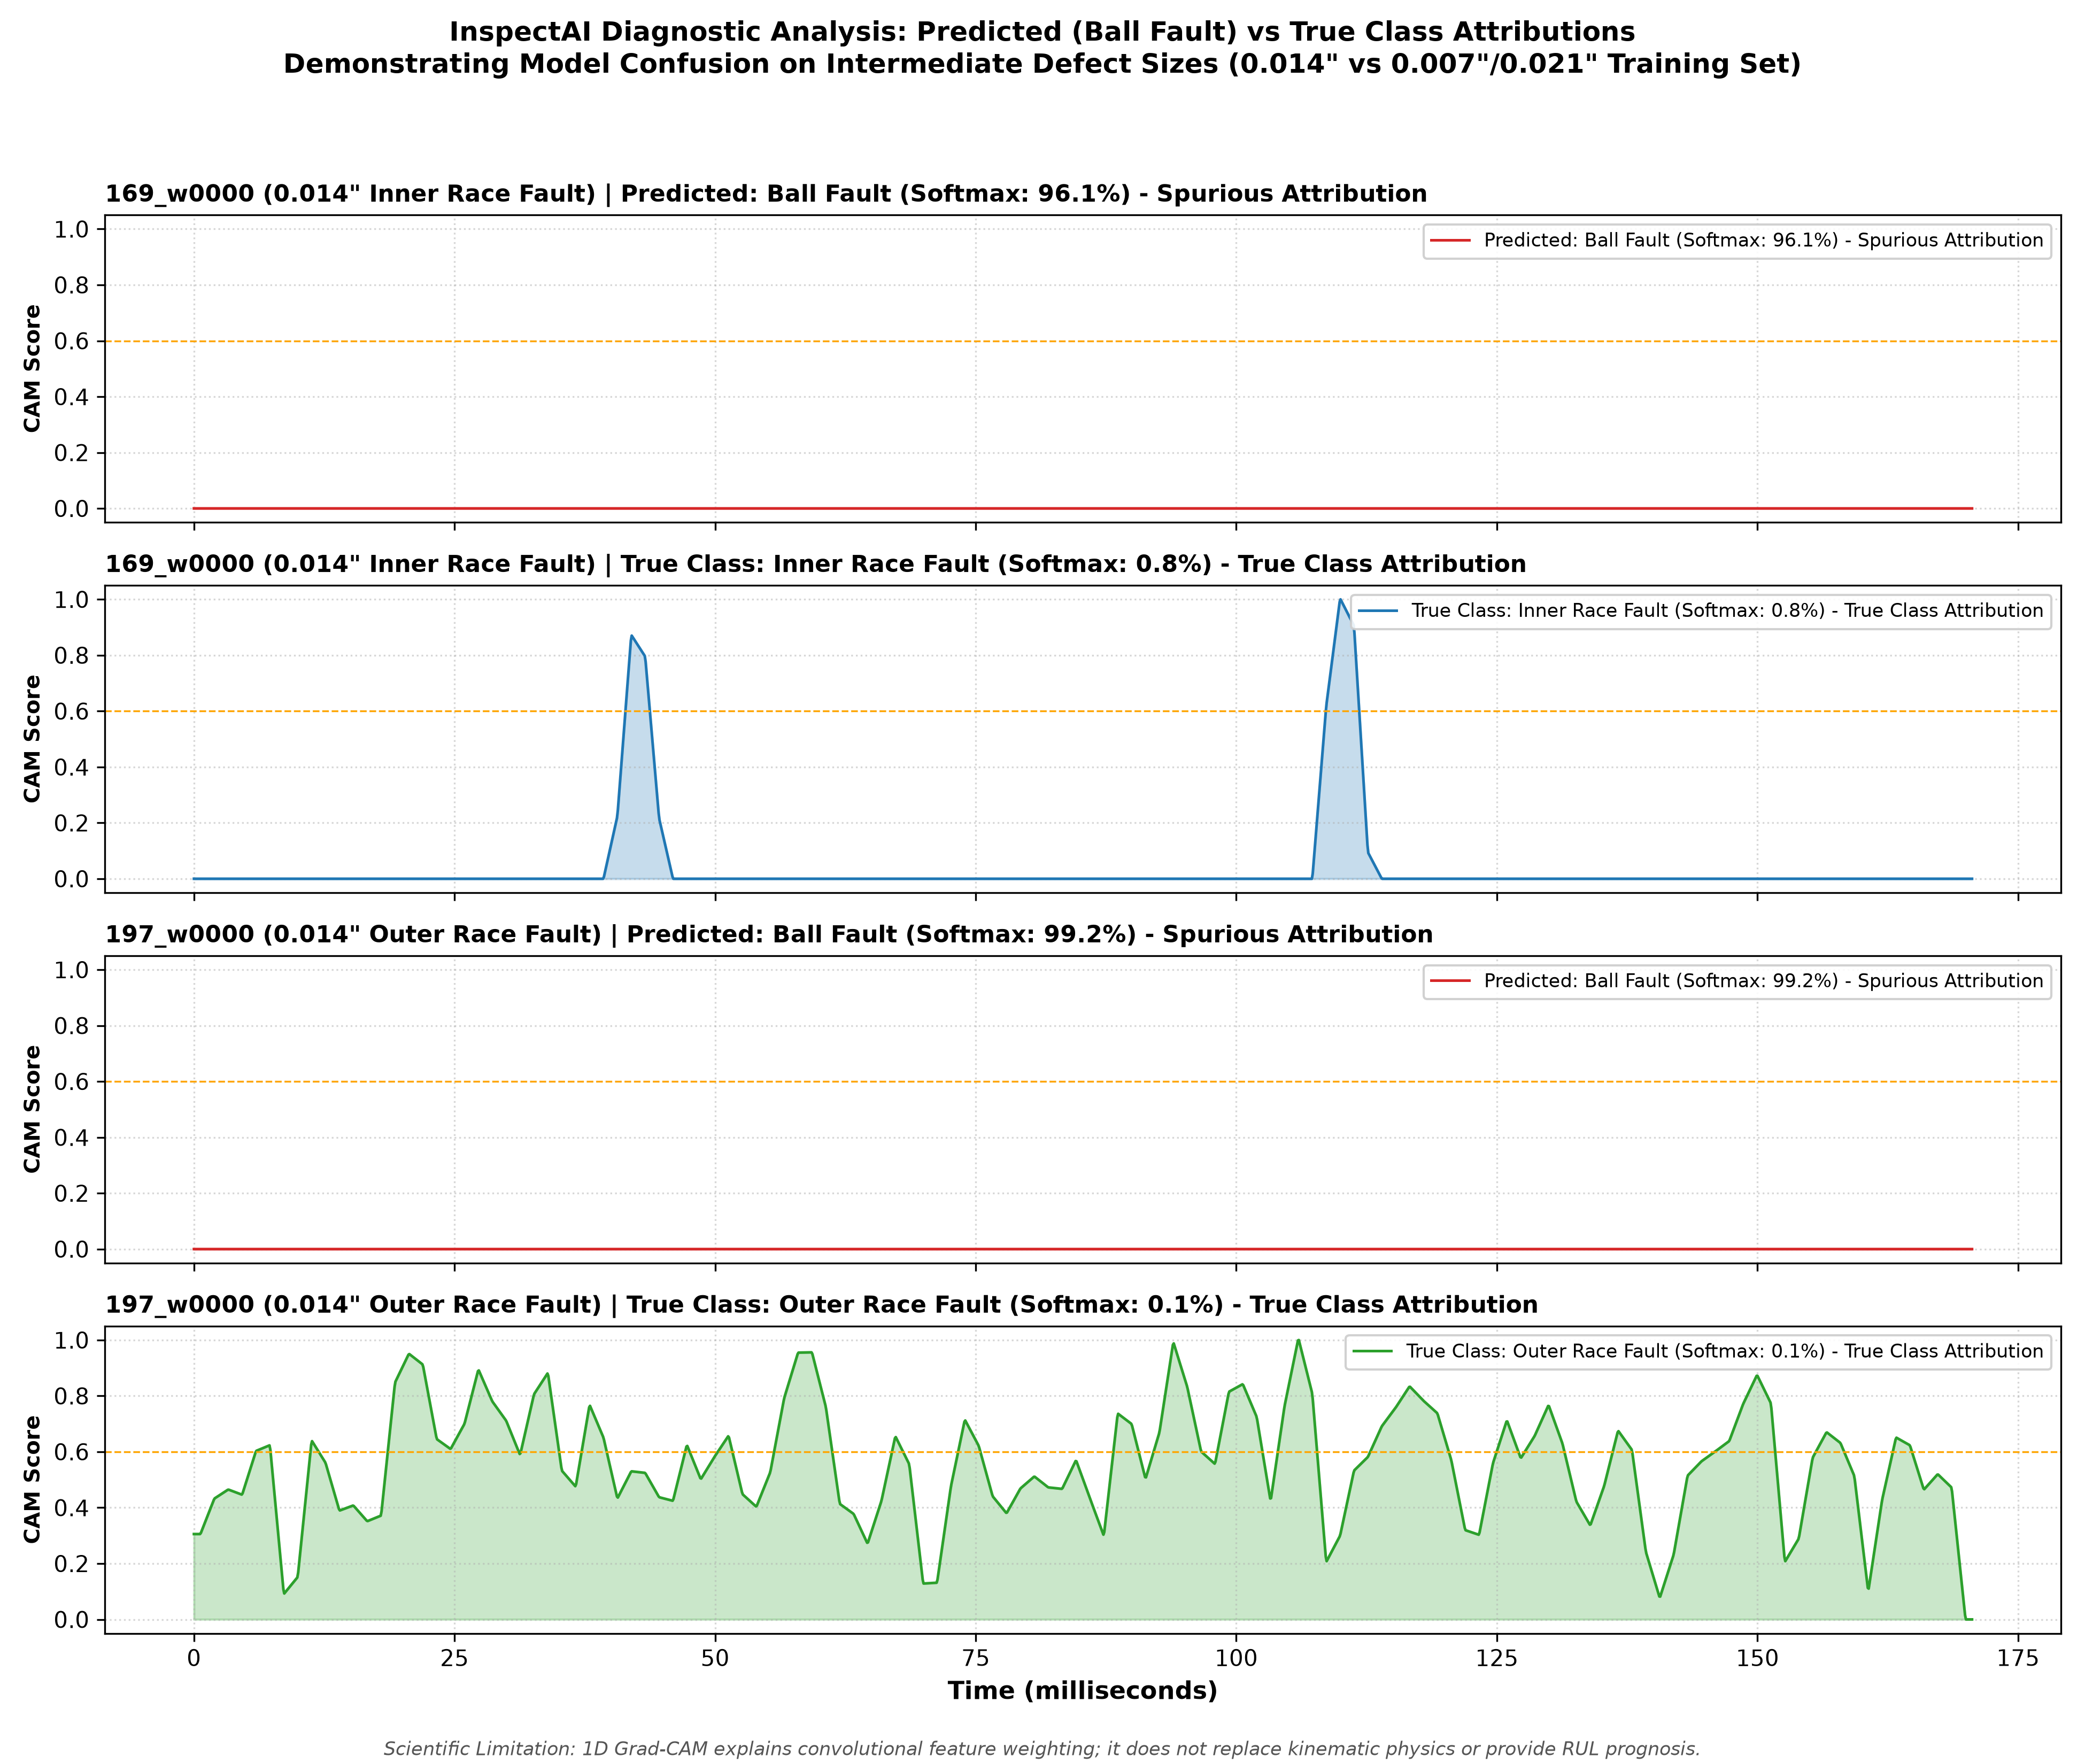 InspectAI Diagnostic Analysis: Predicted (Ball Fault) vs True Class Attributions
Demonstrating Model Confusion on Intermediate Defect Sizes (0.014" vs 0.007"/0.021" Training Set)
169_w0000 (0.014" Inner Race Fault) | Predicted: Ball Fault (Softmax: 96.1%) - Spurious Attribution
Predicted: Ball Fault (Softmax: 96.1%) - Spurious Attribution
CAM Score
1.0
0.8
0.6
0.4
0.2
0.0
169_w0000 (0.014" Inner Race Fault) | True Class: Inner Race Fault (Softmax: 0.8%) - True Class Attribution
True Class: Inner Race Fault (Softmax: 0.8%) - True Class Attribution
CAM Score
1.0
0.8
0.6
0.4
0.2
0.0
197_w0000 (0.014" Outer Race Fault) | Predicted: Ball Fault (Softmax: 99.2%) - Spurious Attribution
Predicted: Ball Fault (Softmax: 99.2%) - Spurious Attribution
CAM Score
1.0
0.8
0.6
0.4
0.2
0.0
197_w0000 (0.014" Outer Race Fault) | True Class: Outer Race Fault (Softmax: 0.1%) - True Class Attribution
True Class: Outer Race Fault (Softmax: 0.1%) - True Class Attribution
CAM Score
1.0
0.8
0.6
0.4
0.2
0.0
0 25 50 75 100 125 150 175
Time (milliseconds)
Scientific Limitation: 1D Grad-CAM explains convolutional feature weighting; it does not replace kinematic physics or provide RUL prognosis.